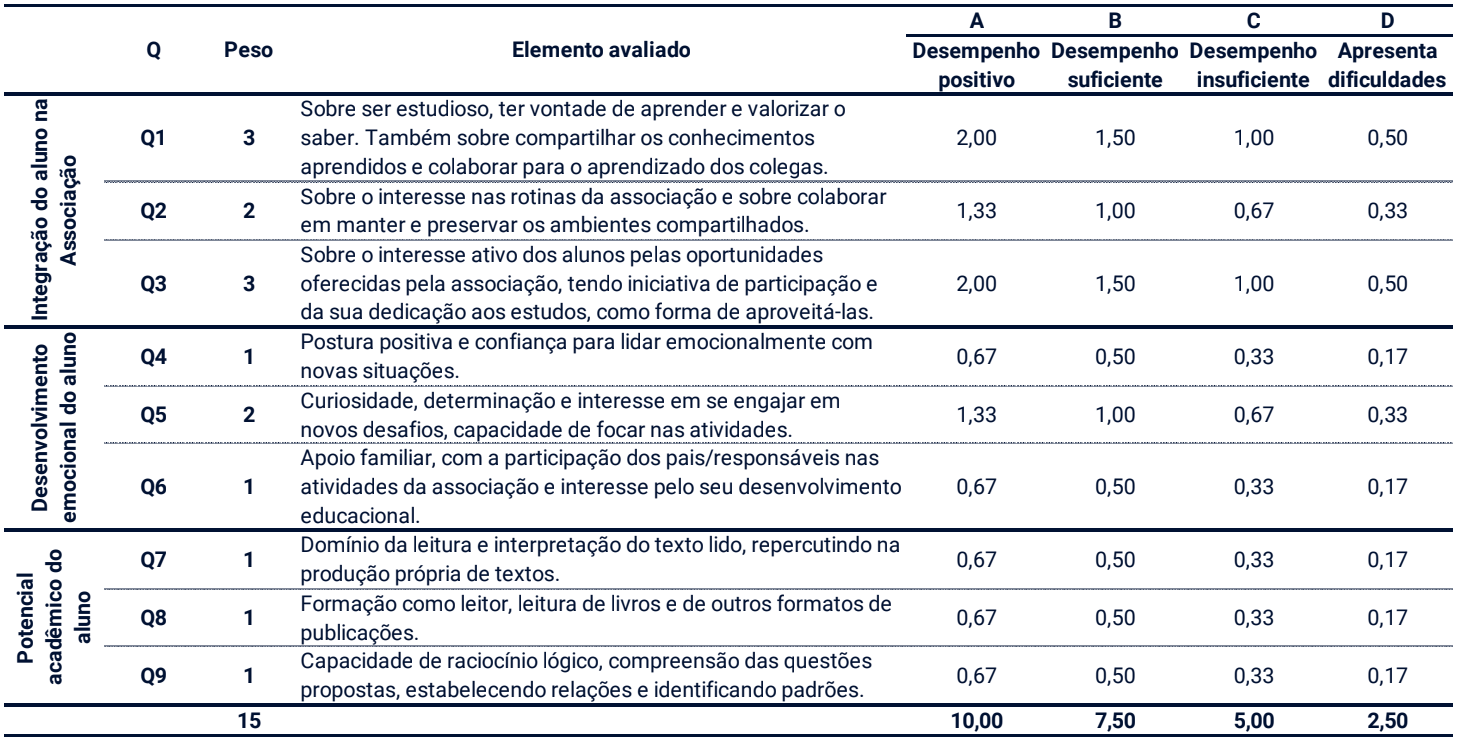 A B C D
Q Peso Elemento avaliado Desempenho Desempenho Desempenho Apresenta
positivo suficiente insuficiente dificuldades
Integração do aluno na
Associação
Sobre ser estudioso, ter vontade de aprender e valorizar o
Q1 3 saber. Também sobre compartilhar os conhecimentos 2,00 1,50 1,00 0,50
aprendidos e colaborar para o aprendizado dos colegas.
Q2 2 Sobre o interesse nas rotinas da associação e sobre colaborar 1,33 1,00 0,67 0,33
em manter e preservar os ambientes compartilhados.
Sobre o interesse ativo dos alunos pelas oportunidades
Q3 3 oferecidas pela associação, tendo iniciativa de participação e 2,00 1,50 1,00 0,50
da sua dedicação aos estudos, como forma de aproveitá-las.
Desenvolvimento
emocional do aluno
Q4 1 Postura positiva e confiança para lidar emocionalmente com 0,67 0,50 0,33 0,17
novas situações.
Q5 2 Curiosidade, determinação e interesse em se engajar em 1,33 1,00 0,67 0,33
novos desafios, capacidade de focar nas atividades.
Apoio familiar, com a participação dos pais/responsáveis nas
Q6 1 atividades da associação e interesse pelo seu desenvolvimento 0,67 0,50 0,33 0,17
educacional.
Potencial
acadêmico do
aluno
Q7 1 Domínio da leitura e interpretação do texto lido, repercutindo na 0,67 0,50 0,33 0,17
produção própria de textos.
Q8 1 Formação como leitor, leitura de livros e de outros formatos de 0,67 0,50 0,33 0,17
publicações.
Q9 1 Capacidade de raciocínio lógico, compreensão das questões 0,67 0,50 0,33 0,17
propostas, estabelecendo relações e identificando padrões.
15 10,00 7,50 5,00 2,50